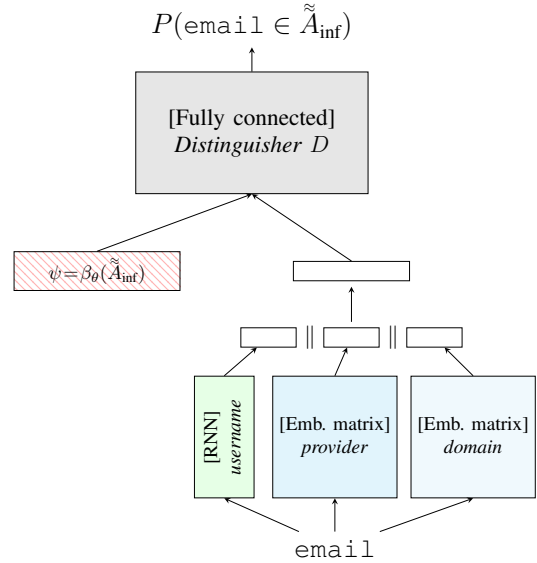 P(email ∈ Ã̃_inf)
[Fully connected]
Distinguisher D
ψ=β_θ(Ã̃_inf)
|| ||
[RNN]
username
[Emb. matrix]
provider
[Emb. matrix]
domain
email